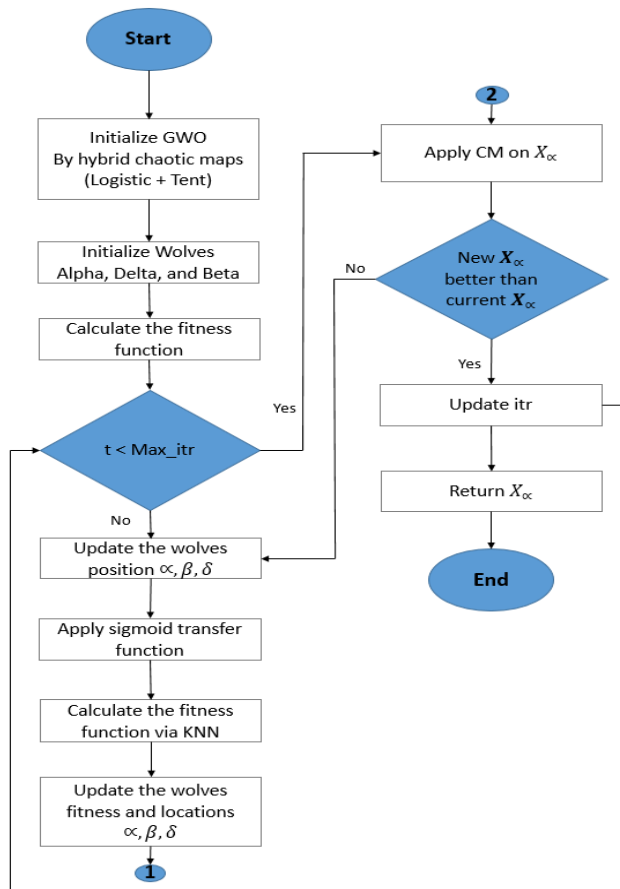 Start
Initialize GWO
By hybrid chaotic maps
(Logistic + Tent)
Initialize Wolves
Alpha, Delta, and Beta
Calculate the fitness
function
t < Max_itr
Yes
No
Update the wolves
position ∝, β, δ
Apply sigmoid transfer
function
Calculate the fitness
function via KNN
Update the wolves
fitness and locations
∝, β, δ
1
2
Apply CM on X∝
New X∝
better than
current X∝
No
Yes
Update itr
Return X∝
End